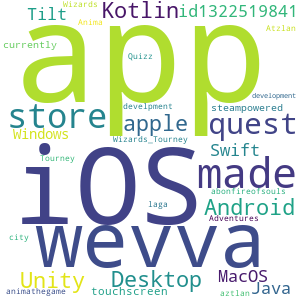 Wizards
Kotlin id1322519841
Tilt Anima
currently Quizz Atzlan
app
development
store develpment steampowered
apple quest
Windows Wizards_Tourney Swift made
Tourney abonfireofsouls
iOS
laga Android
Adventures
wevva
city
Unity Desktop MacOS
animathegame touchscreen aztlan Java